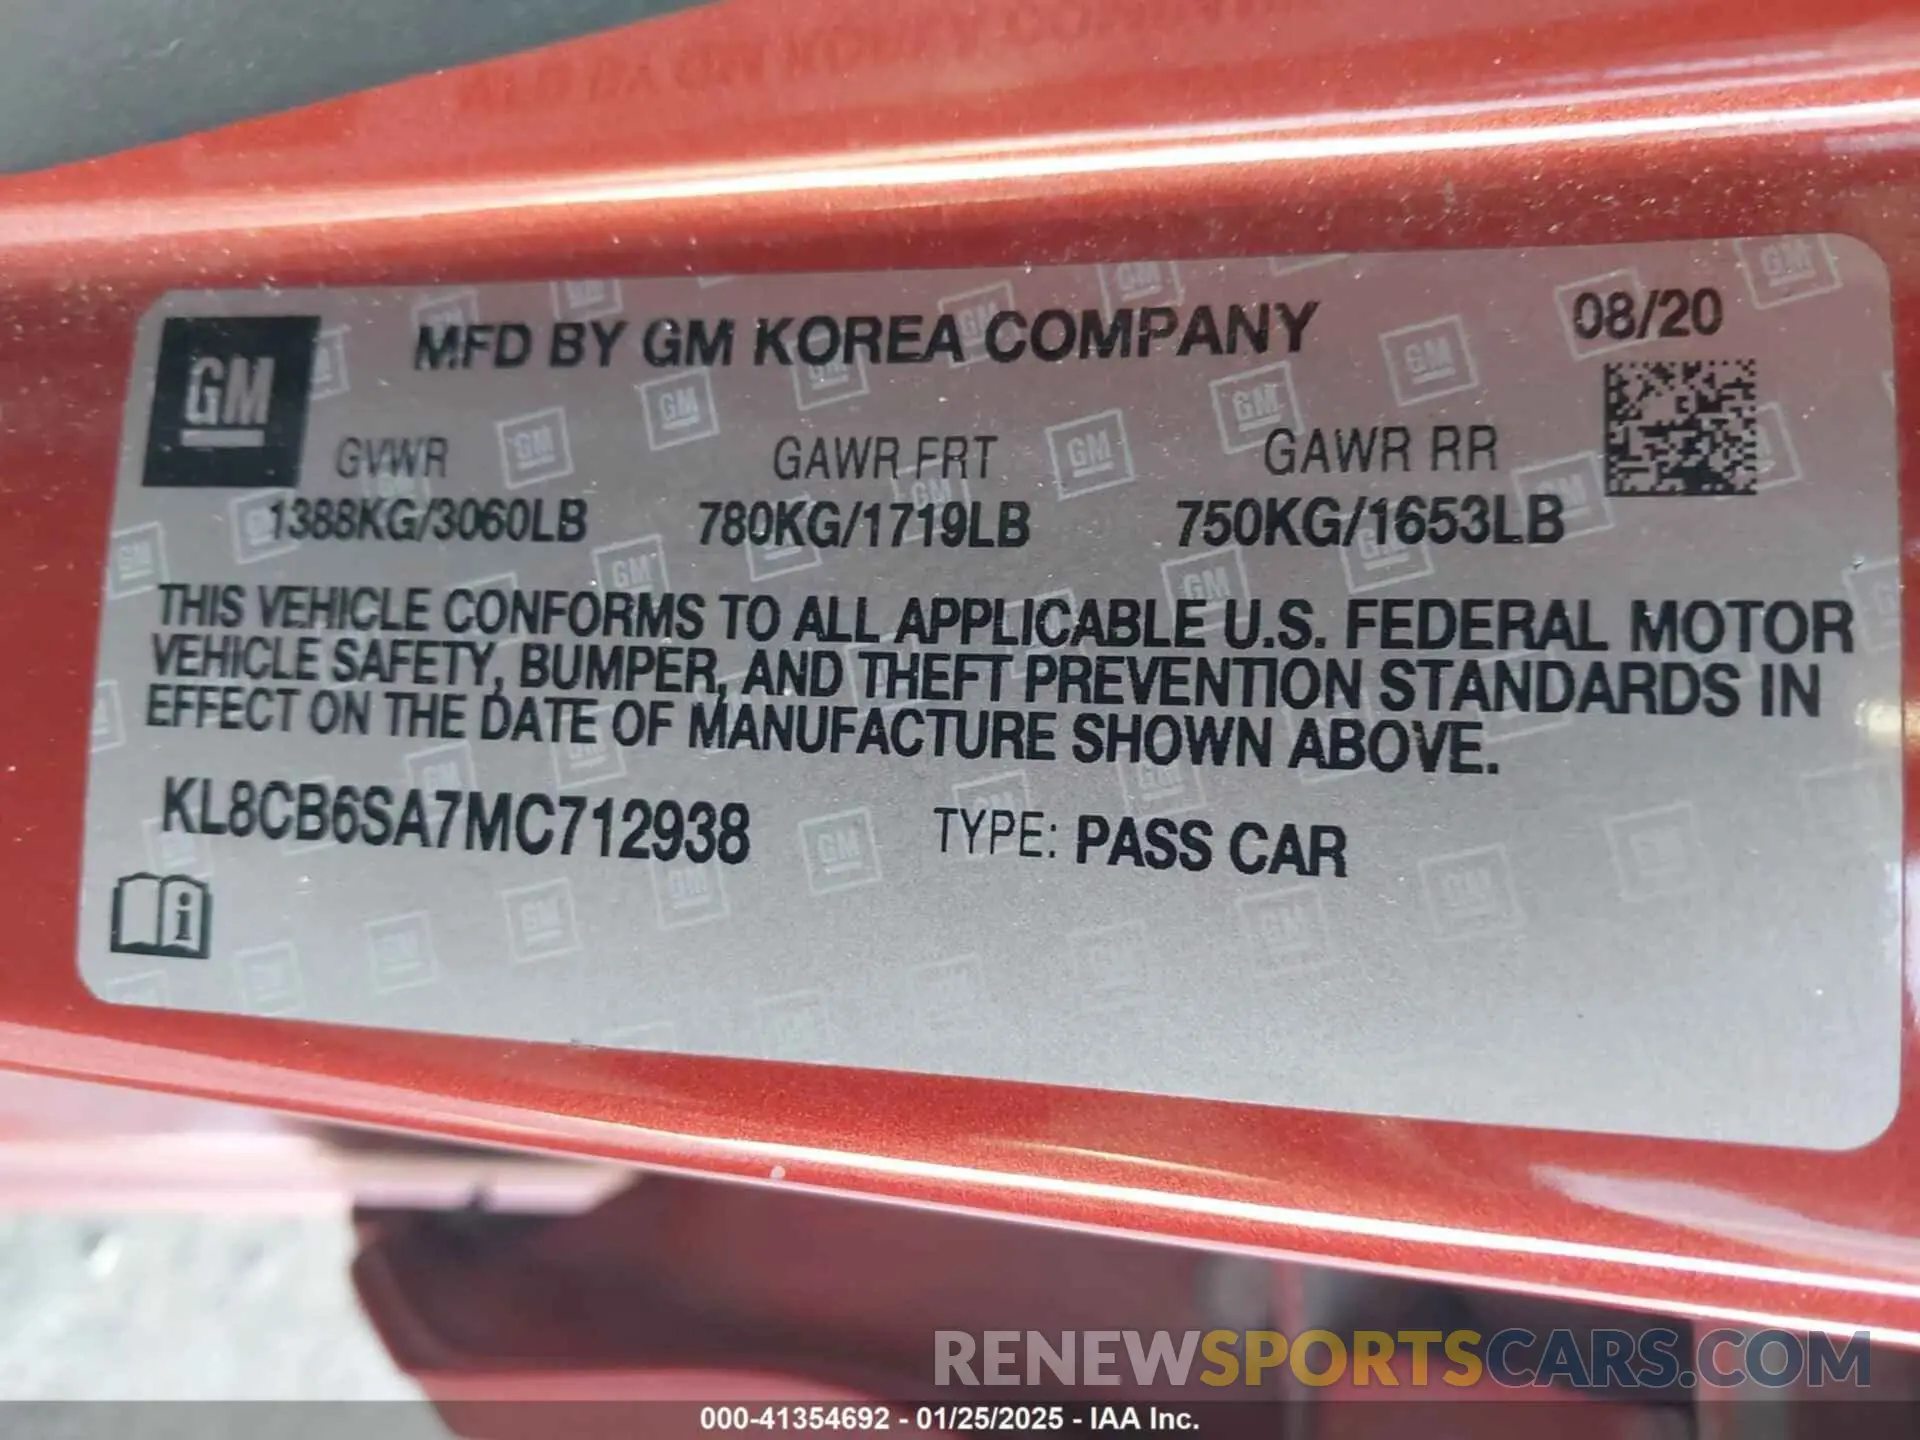 GM
MFD BY GM KOREA COMPANY
08/20
GVWR
GAWR FRT
GAWR RR
1388KG/3060LB
780KG/1719LB
750KG/1653LB
THIS VEHICLE CONFORMS TO ALL APPLICABLE U.S. FEDERAL MOTOR
VEHICLE SAFETY, BUMPER, AND THEFT PREVENTION STANDARDS IN
EFFECT ON THE DATE OF MANUFACTURE SHOWN ABOVE.
KL8CB6SA7MC712938
TYPE: PASS CAR
RENEWSPORTSCARS.COM
000-41354692 - 01/25/2025 - IAA Inc.